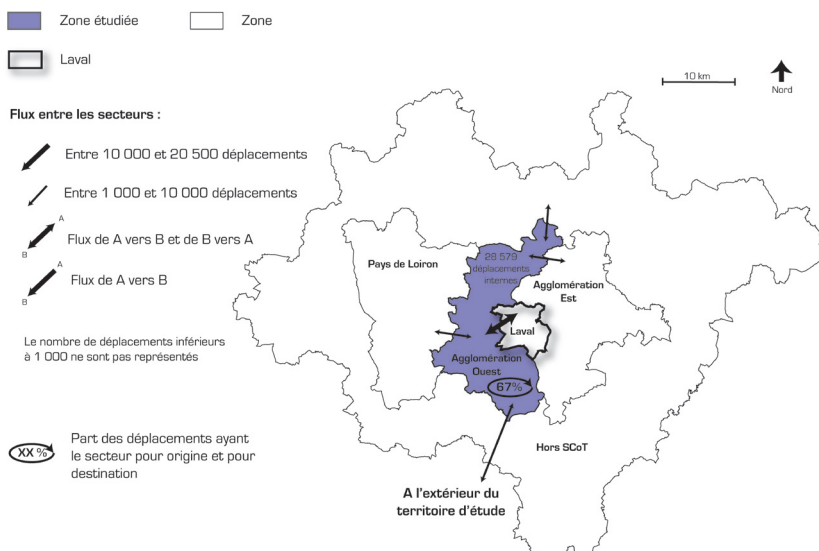 Zone étudiée
Zone
Laval
10 km
Nord
Flux entre les secteurs :
Entre 10 000 et 20 500 déplacements
Entre 1 000 et 10 000 déplacements
A
B
Flux de A vers B et de B vers A
A
B
Flux de A vers B
Le nombre de déplacements inférieurs
à 1 000 ne sont pas représentés
XX %
Part des déplacements ayant
le secteur pour origine et pour
destination
Pays de Loiron
28 579
déplacements
internes
Agglomération
Est
Laval
Agglomération
Ouest
67%
Hors SCoT
A l'extérieur du
territoire d'étude